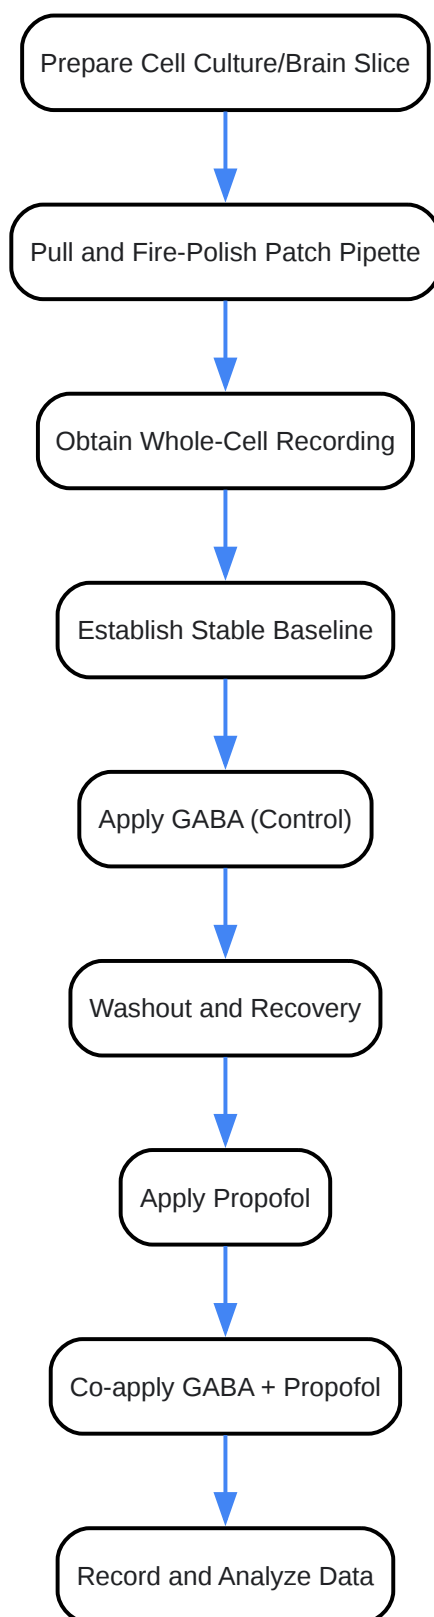 Prepare Cell Culture/Brain Slice
Pull and Fire-Polish Patch Pipette
Obtain Whole-Cell Recording
Establish Stable Baseline
Apply GABA (Control)
Washout and Recovery
Apply Propofol
Co-apply GABA + Propofol
Record and Analyze Data